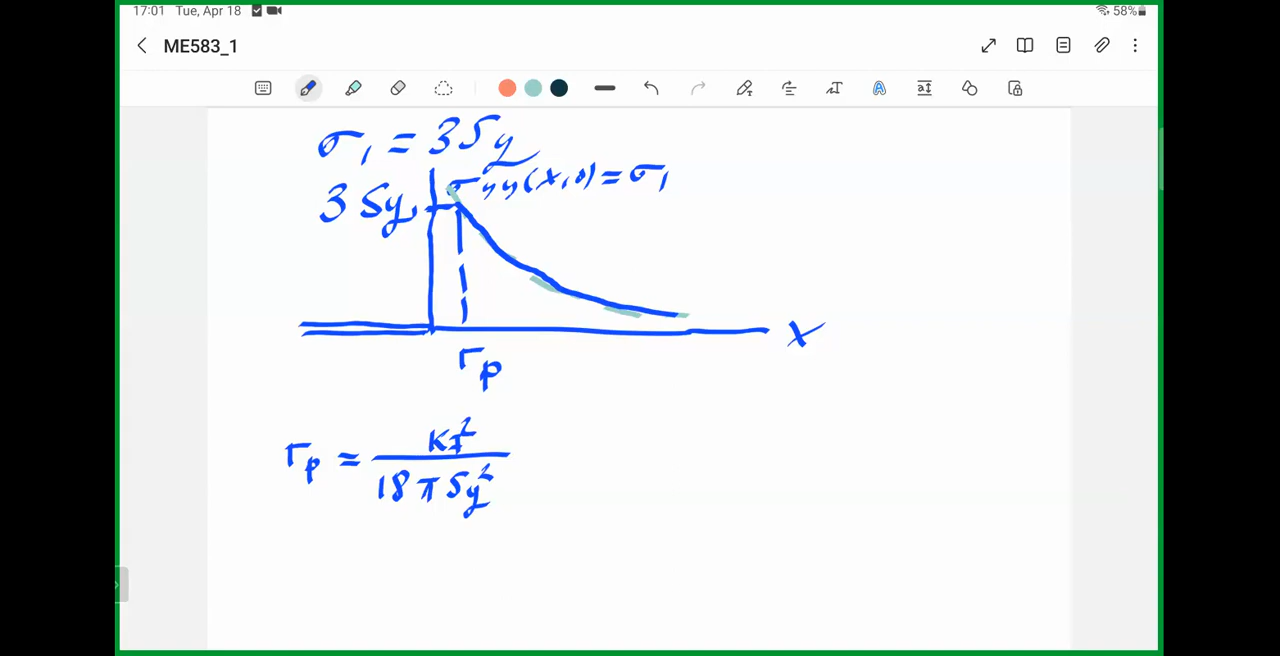 17:01 Tue, Apr 18 58%
ME583_1
σ₁ = 3Sy
σyy(x,0) = σ₁
3Sy
x
rp
rp ≈ KI² / 18πSy²